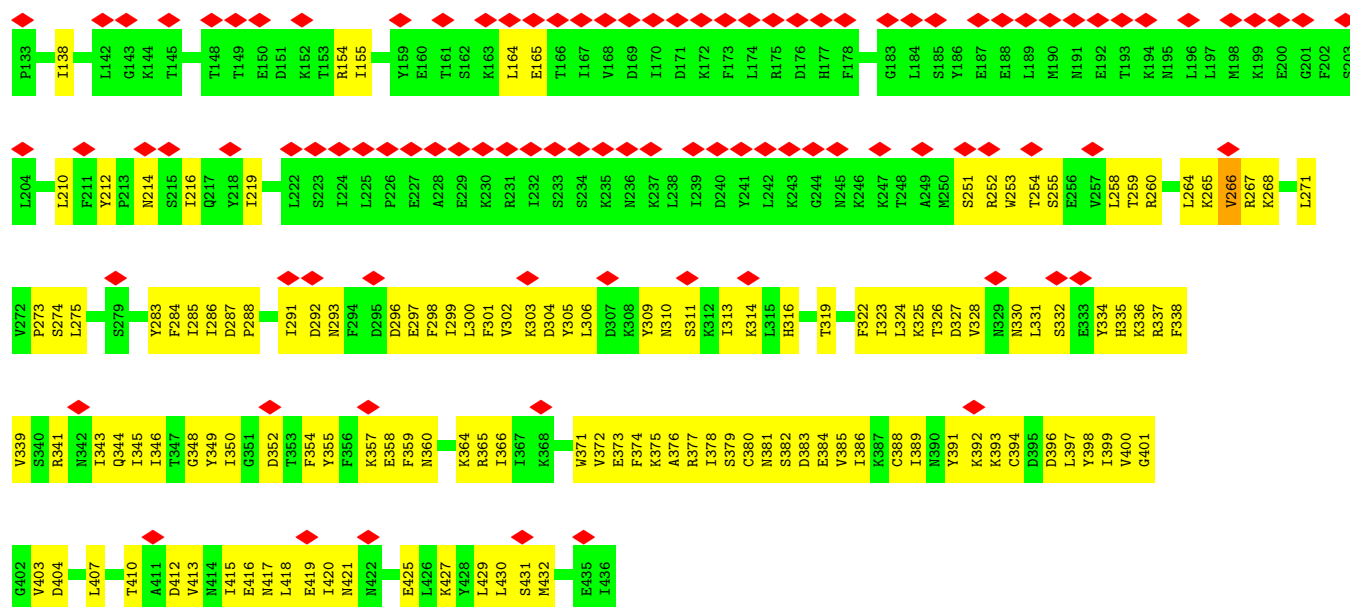 P133 I138 L142 G143 K144 T145 T148 T149 E150 D151 K152 T153 R154 I155 Y159 E160 T161 S162 K163 L164 E165 T166 I167 V168 D169 I170 D171 K172 F173 L174 R175 D176 H177 F178 G183 L184 S185 Y186 E187 E188 L189 M190 N191 E192 T193 K194 N195 L196 L197 M198 K199 E200 G201 F202 S203
L204 L210 F211 Y212 P213 N214 S215 I216 Q217 Y218 I219 L222 S223 I224 L225 P226 E227 A228 E229 K230 R231 I232 S233 S234 K235 N236 K237 L238 I239 D240 Y241 L242 K243 G244 N245 K246 K247 T248 A249 M250 S251 R252 W253 T254 S255 E256 V257 L258 T259 R260 L264 K265 V266 R267 K268 L271
V272 P273 S274 L275 S279 Y283 F284 I285 I286 D287 P288 I291 D292 N293 F294 D295 D296 E297 F298 I299 L300 F301 V302 K303 D304 Y305 L306 D307 K308 Y309 N310 S311 K312 I313 K314 L315 H316 T319 F322 I323 L324 K325 T326 D327 V328 N329 N330 L331 S332 E333 Y334 H335 K336 R337 F338
V339 S340 R341 N342 I343 Q344 I345 I346 T347 G348 Y349 I350 G351 D352 T353 F354 Y355 F356 K357 E358 F359 N360 K364 R365 I366 I367 K368 W371 V372 E373 F374 K375 A376 R377 I378 S379 C380 N381 S382 D383 E384 V385 I386 K387 C388 I389 N390 Y391 K392 K393 C394 D395 D396 L397 Y398 I399 V400 G401
G402 V403 D404 L407 T410 A411 D412 V413 N414 I415 E416 N417 L418 E419 I420 N421 N422 E425 L426 K427 Y428 L429 L430 S431 M432 E435 I436